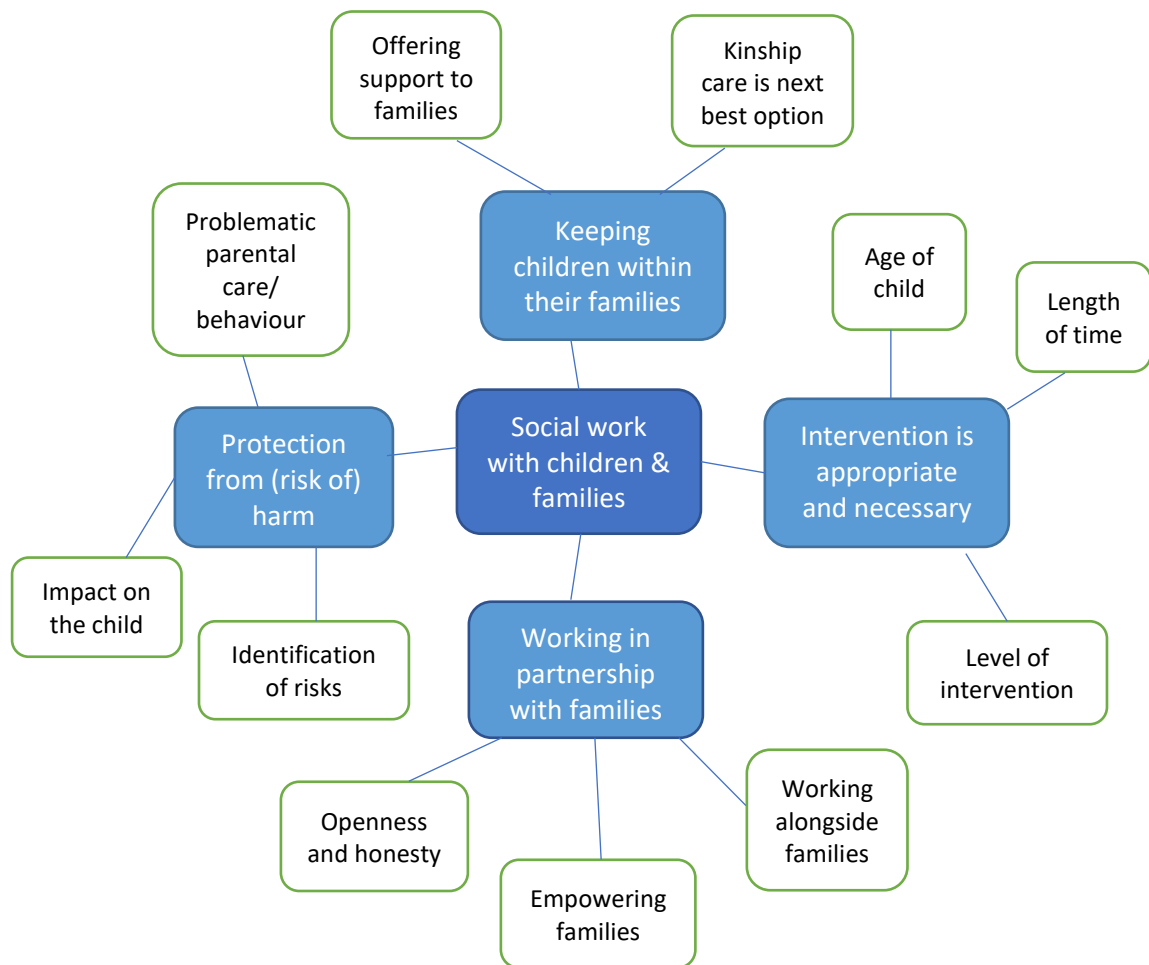 Offering
support to
families
Kinship
care is next
best option
Problematic
parental
care/
behaviour
Keeping
children within
their families
Age of
child
Length
of time
Protection
from (risk of)
harm
Social work
with children &
families
Intervention is
appropriate
and necessary
Impact on
the child
Identification
of risks
Working in
partnership
with families
Level of
intervention
Openness
and honesty
Empowering
families
Working
alongside
families